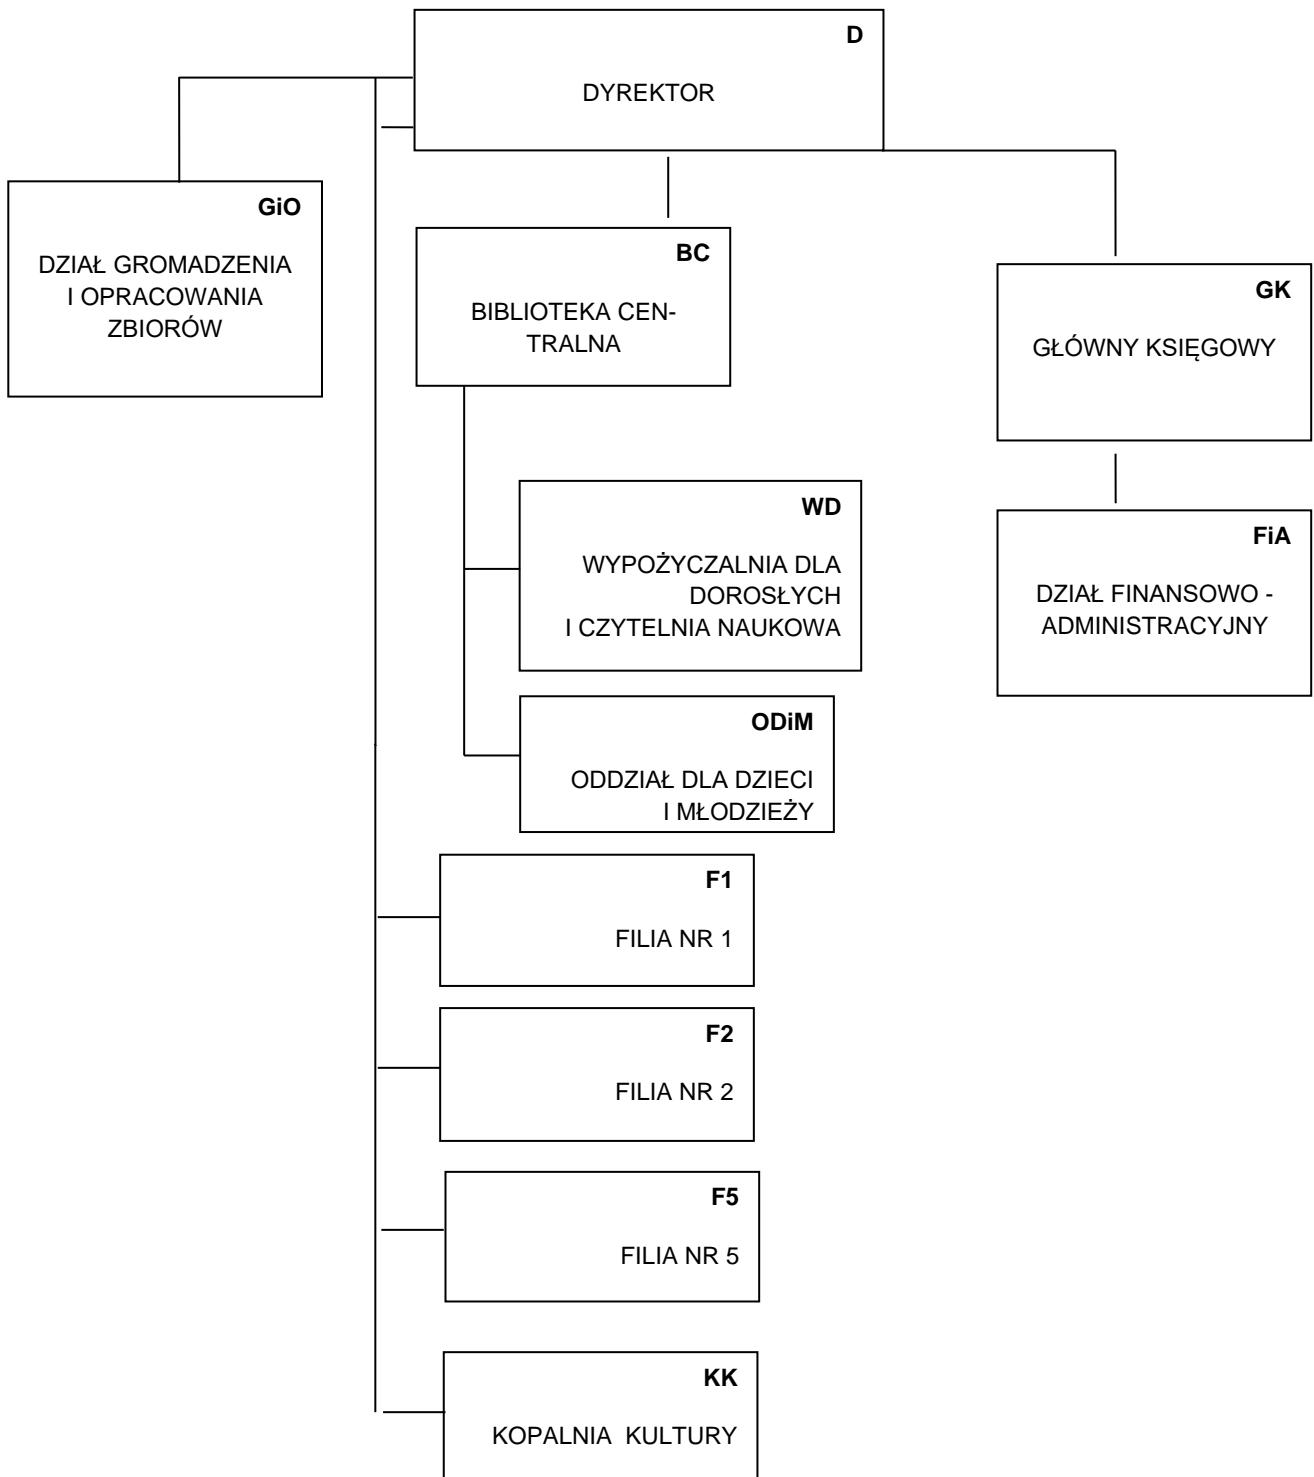 D
DYREKTOR
GiO
DZIAŁ GROMADZENIA
I OPRACOWANIA
ZBIORÓW
BC
BIBLIOTEKA CEN-
TRALNA
GK
GŁÓWNY KSIĘGOWY
WD
WYPOŻYCZALNIA DLA
DOROSŁYCH
I CZYTELNIA NAUKOWA
FiA
DZIAŁ FINANSOWO -
ADMINISTRACYJNY
ODiM
ODDZIAŁ DLA DZIECI
I MŁODZIEŻY
F1
FILIA NR 1
F2
FILIA NR 2
F5
FILIA NR 5
KK
KOPALNIA  KULTURY